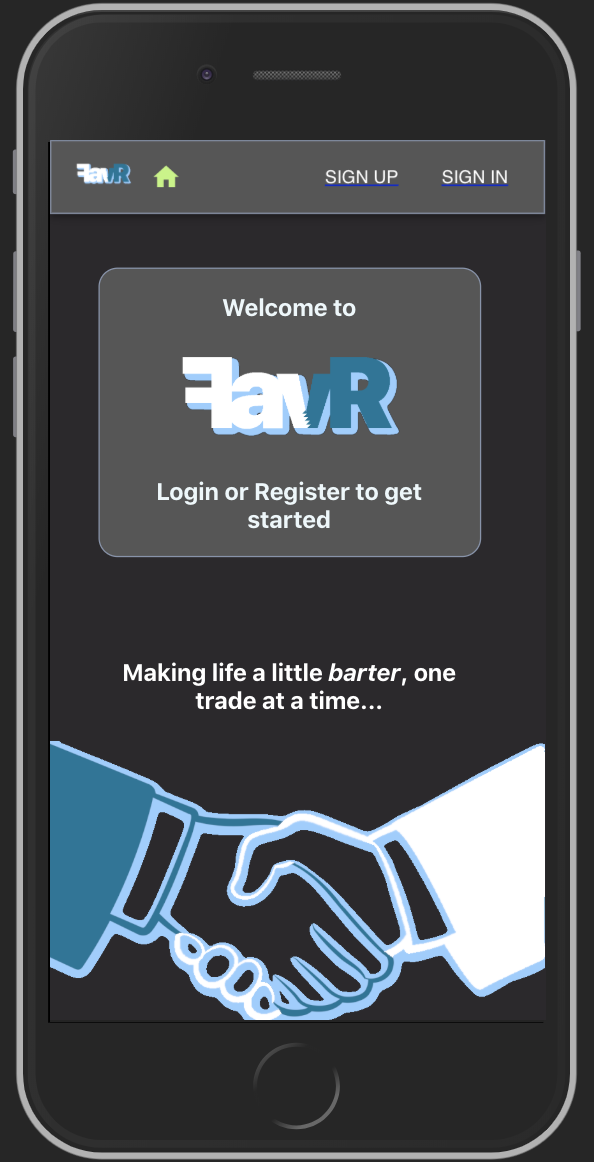 FlavR
SIGN UP
SIGN IN
Welcome to
FlavR
Login or Register to get
started
Making life a little barter, one
trade at a time...